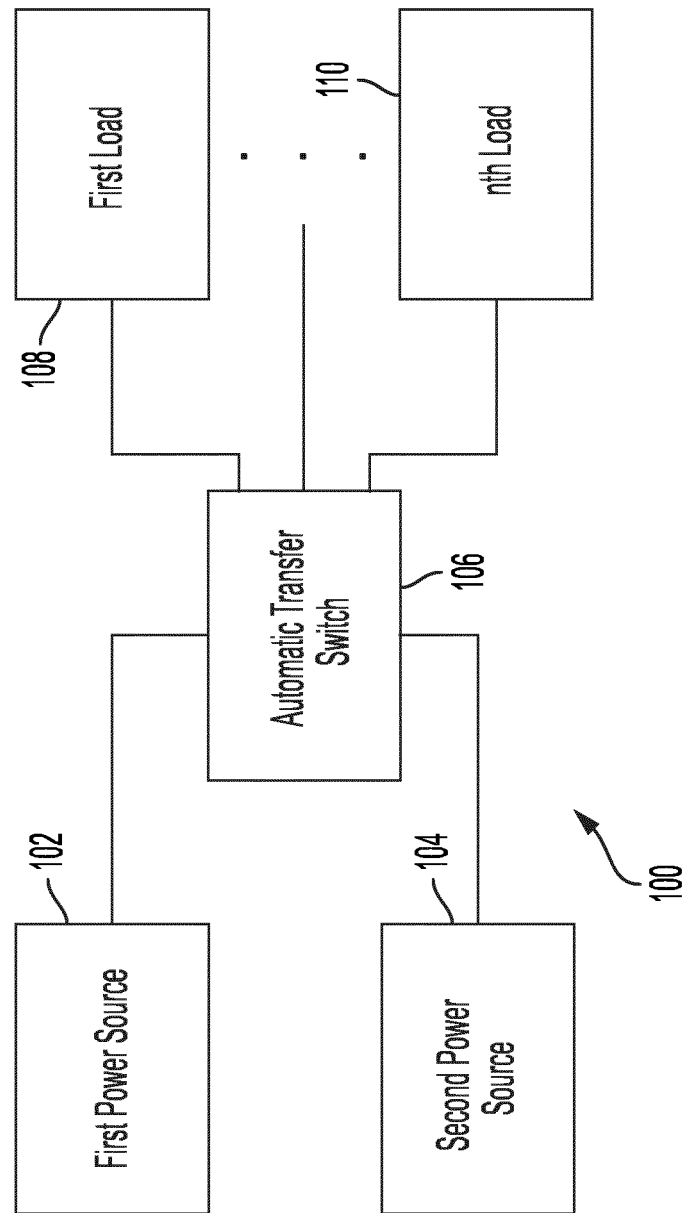 102
First Power Source
104
Second Power
Source
100
Automatic Transfer
Switch
106
108
First Load
110
nth Load